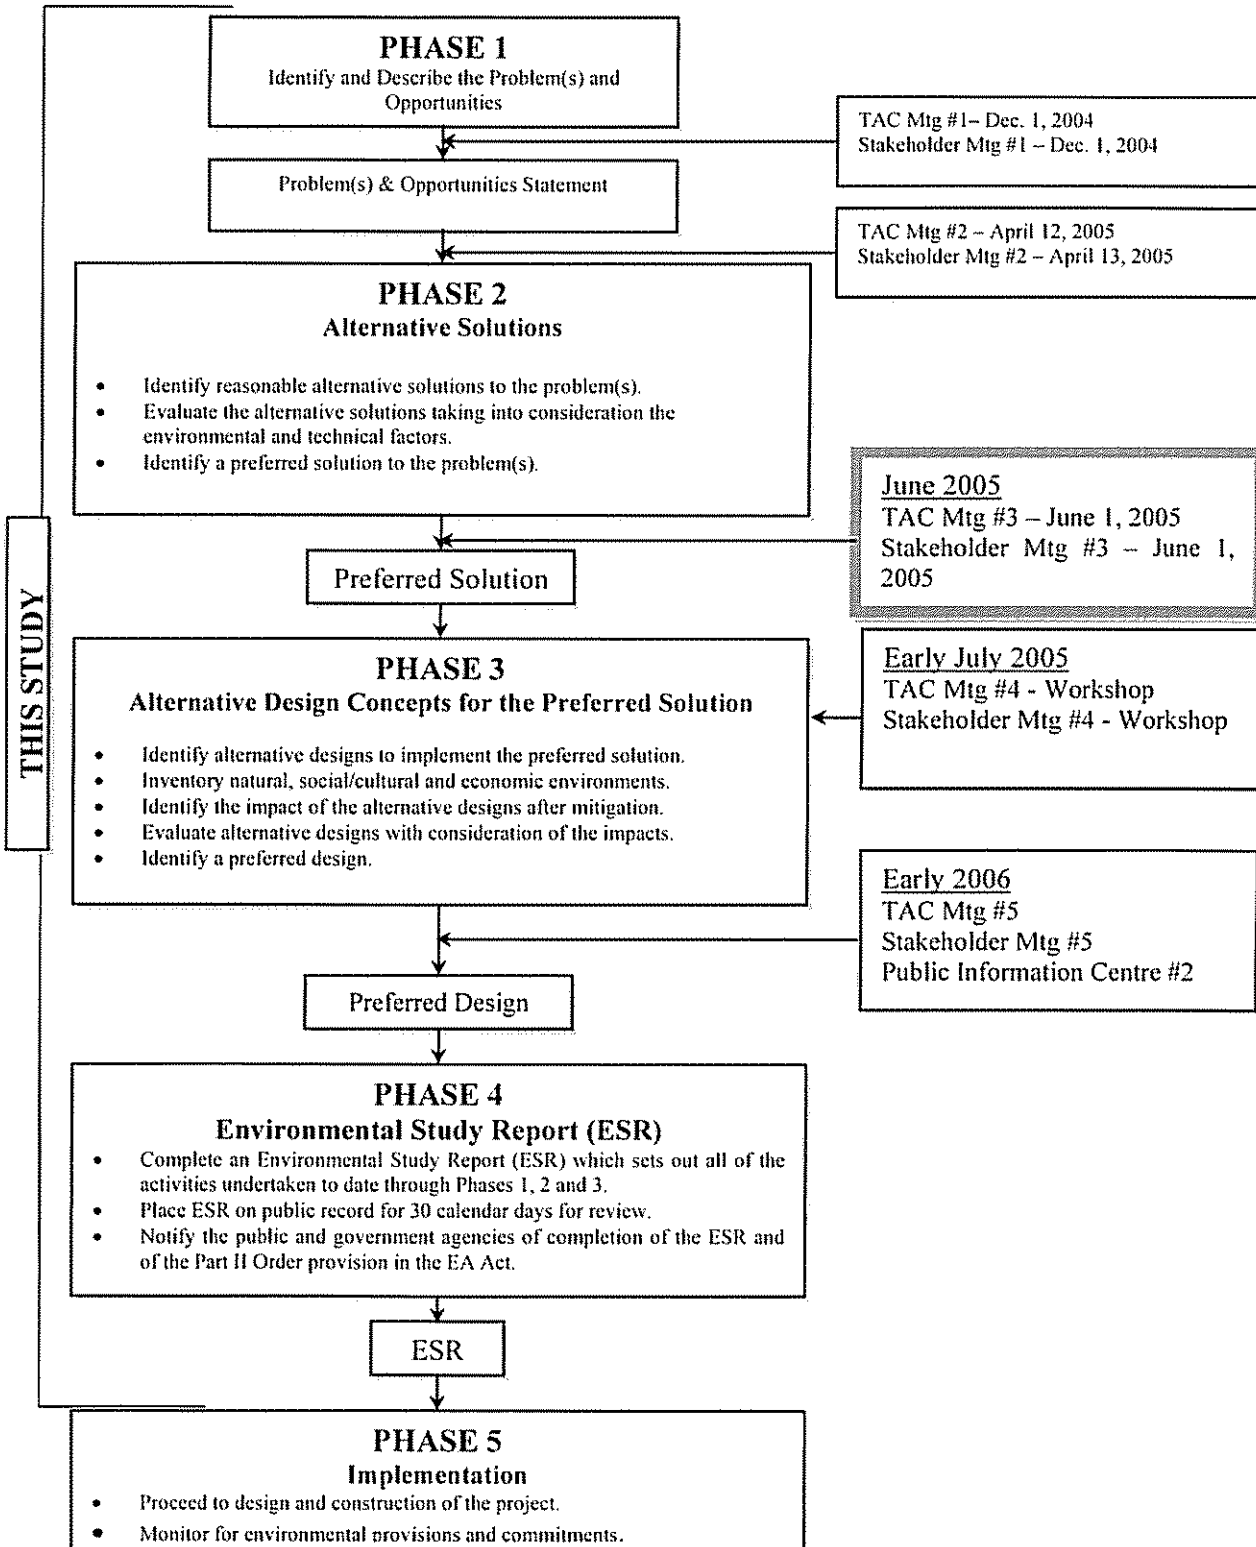 PHASE 1
Identify and Describe the Problem(s) and
Opportunities
TAC Mtg #1– Dec. 1, 2004
Stakeholder Mtg #1 – Dec. 1, 2004
Problem(s) & Opportunities Statement
TAC Mtg #2 – April 12, 2005
Stakeholder Mtg #2 – April 13, 2005
PHASE 2
Alternative Solutions
• Identify reasonable alternative solutions to the problem(s).
• Evaluate the alternative solutions taking into consideration the
environmental and technical factors.
• Identify a preferred solution to the problem(s).
June 2005
TAC Mtg #3 – June 1, 2005
Stakeholder Mtg #3 – June 1,
2005
Preferred Solution
THIS STUDY
PHASE 3
Alternative Design Concepts for the Preferred Solution
• Identify alternative designs to implement the preferred solution.
• Inventory natural, social/cultural and economic environments.
• Identify the impact of the alternative designs after mitigation.
• Evaluate alternative designs with consideration of the impacts.
• Identify a preferred design.
Early July 2005
TAC Mtg #4 - Workshop
Stakeholder Mtg #4 - Workshop
Early 2006
TAC Mtg #5
Stakeholder Mtg #5
Public Information Centre #2
Preferred Design
PHASE 4
Environmental Study Report (ESR)
• Complete an Environmental Study Report (ESR) which sets out all of the
activities undertaken to date through Phases 1, 2 and 3.
• Place ESR on public record for 30 calendar days for review.
• Notify the public and government agencies of completion of the ESR and
of the Part II Order provision in the EA Act.
ESR
PHASE 5
Implementation
• Proceed to design and construction of the project.
• Monitor for environmental provisions and commitments.